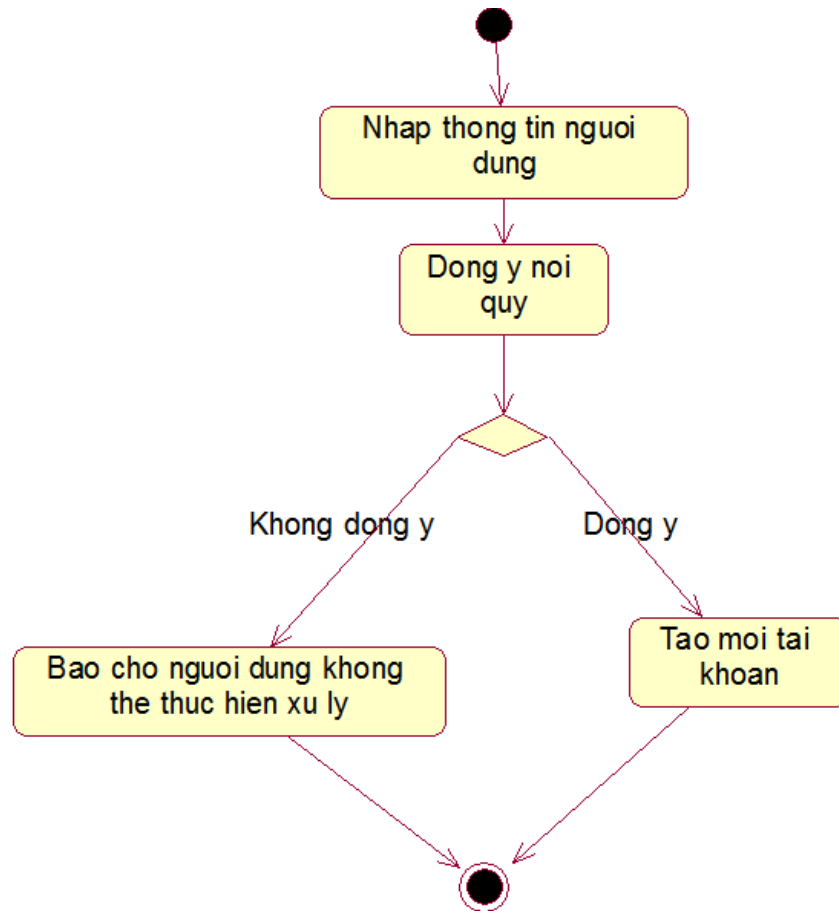 Nhap thong tin nguoi
dung
Dong y noi
quy
Khong dong y
Dong y
Bao cho nguoi dung khong
the thuc hien xu ly
Tao moi tai
khoan